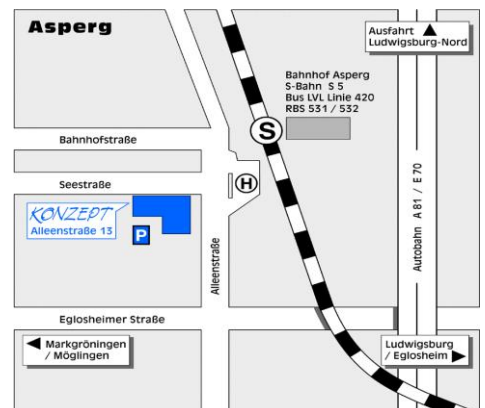 Asperg
Ausfahrt
Ludwigsburg-Nord
Bahnhof Asperg
S-Bahn S 5
Bus LVL Linie 420
RBS 531 / 532
S
Bahnhofstraße
H
Seestraße
KONZEPT
Alleenstraße 13
P
Alleenstraße
Autobahn A 81 / E 70
Eglosheimer Straße
Markgröningen
/ Möglingen
Ludwigsburg
/ Eglosheim